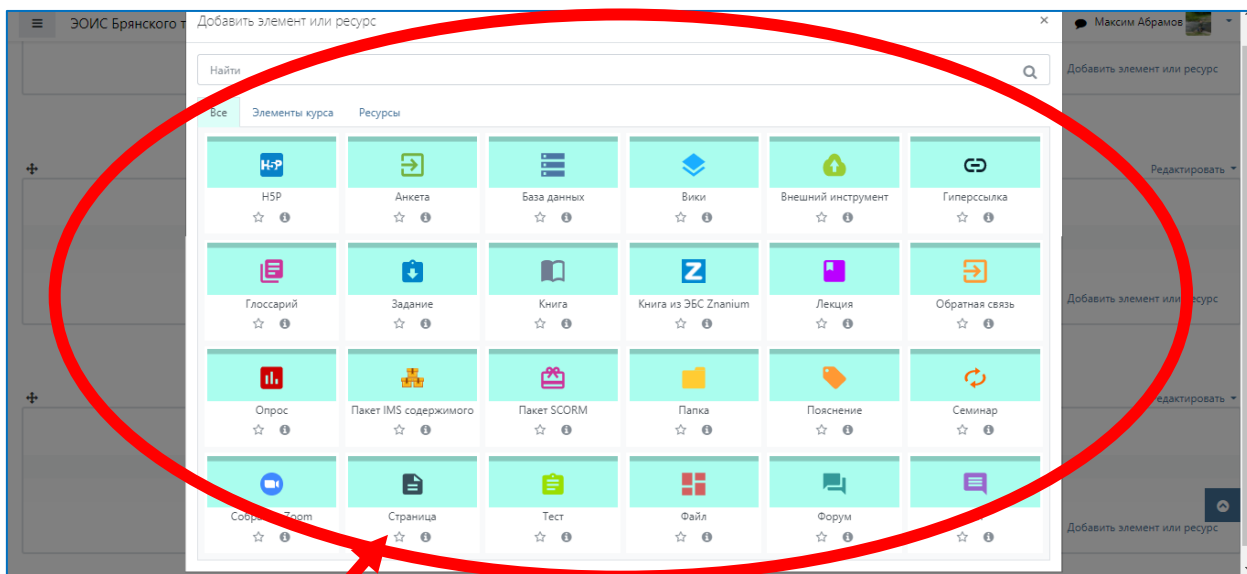 ЭОИС Брянского
Добавить элемент или ресурс
×
Максим Абрамов
Найти
Добавить элемент или ресурс
Все Элементы курса Ресурсы
H-P
H5P Анкета База данных Вики Внешний инструмент Гиперссылка
Редактировать
Z
Глоссарий Задание Книга Книга из ЭБС Znanium Лекция Обратная связь
Добавить элемент или ресурс
Опрос Пакет IMS содержимого Пакет SCORM Папка Пояснение Семинар
едактировать
Zoom Страница Тест Файл Форум
Добавить элемент или ресурс